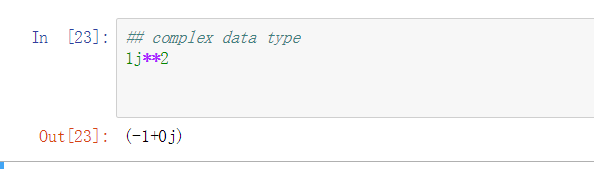 In [23]: ## complex data type
1j**2
Out[23]: (-1+0j)